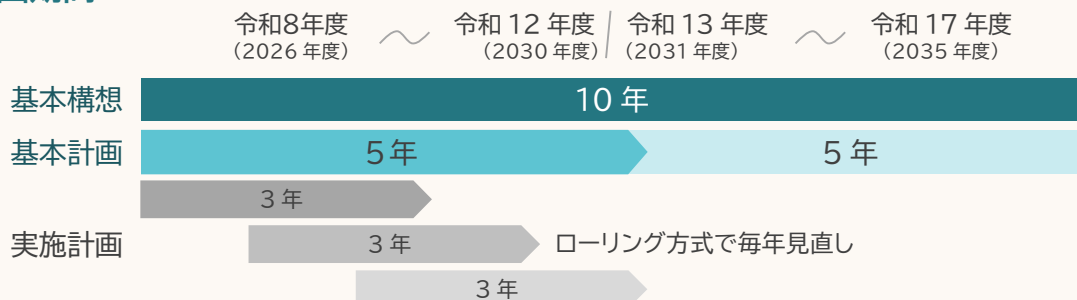 令和8年度 令和 12 年度 令和 13 年度 令和 17 年度
（2026 年度） （2030 年度） （2031 年度） （2035 年度）
基本構想 10 年
基本計画 5 年 5 年
3 年
実施計画 3 年 ローリング方式で毎年見直し
3 年